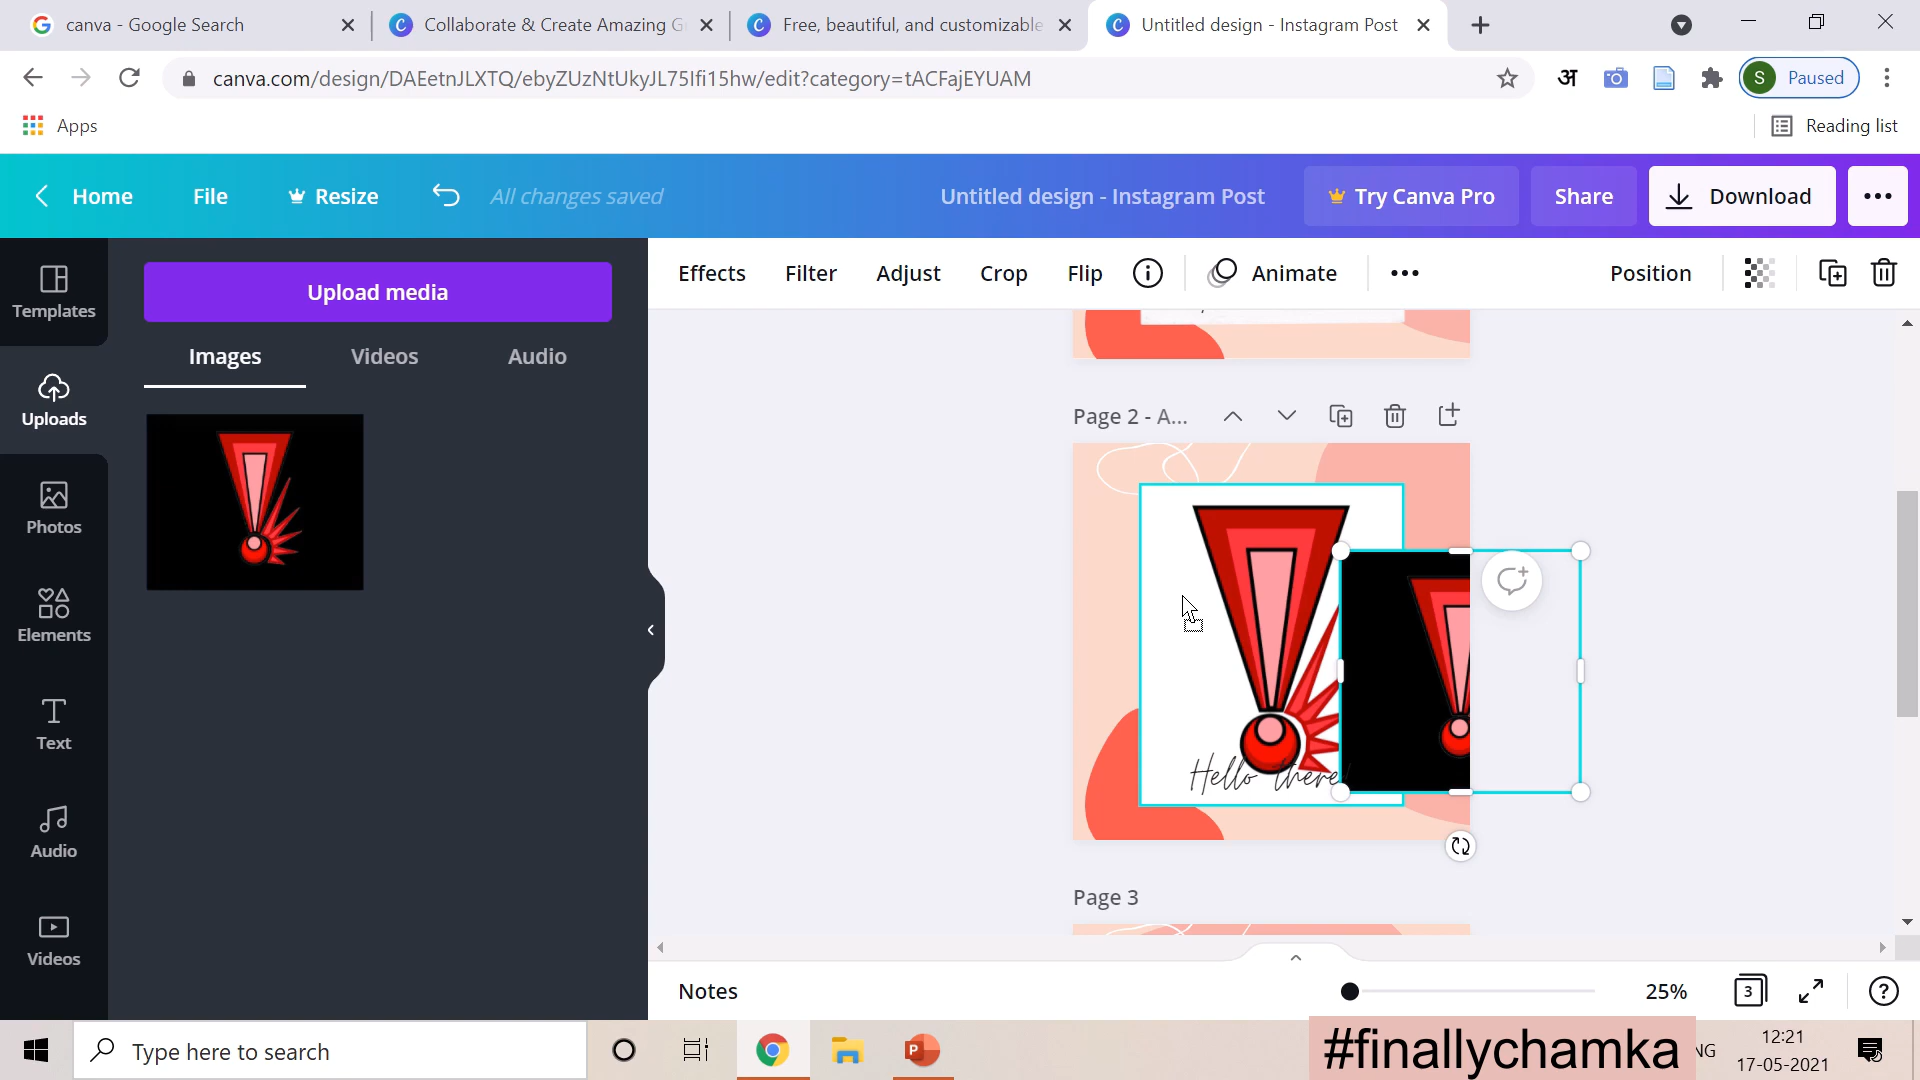 canva - Google Search
Collaborate & Create Amazing G
Free, beautiful, and customizable
Untitled design - Instagram Post
canva.com/design/DAEetnJLXTQ/ebyZUzNtUkyJL75Ifi15hw/edit?category=tACFajEYUAM
अ
S Paused
Apps
Reading list
Home
File
Resize
All changes saved
Untitled design - Instagram Post
Try Canva Pro
Share
Download
Templates
Uploads
Photos
Elements
Text
Audio
Videos
Upload media
Images
Videos
Audio
Effects
Filter
Adjust
Crop
Flip
Animate
Position
Page 2 - A...
Hello there!
Page 3
Notes
25%
3
Type here to search
#finallychamka
NG
12:21
17-05-2021